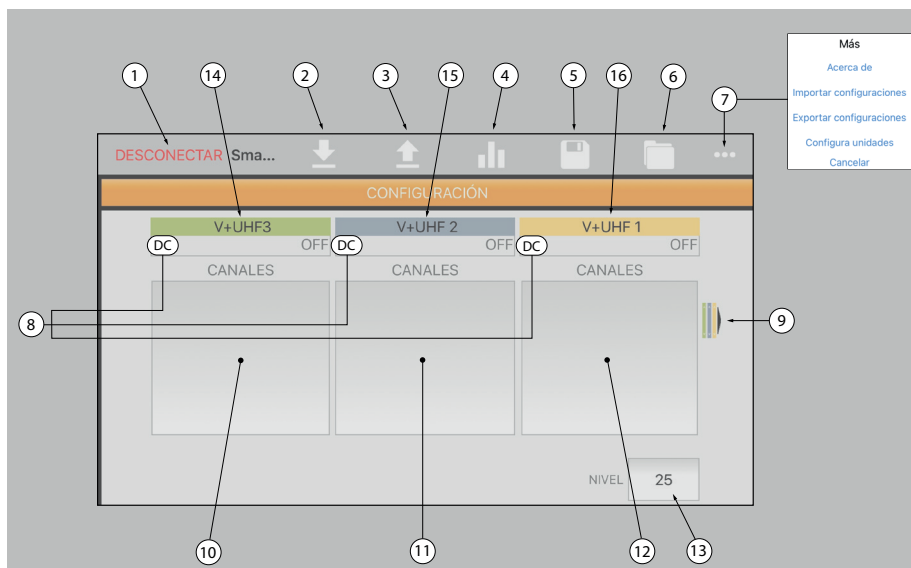 Más
Acerca de
Importar configuraciones
Exportar configuraciones
Configura unidades
Cancelar
1 14 2 3 15 4 5 16 6 7
DESCONECTAR Sma...
CONFIGURACIÓN
V+UHF3 V+UHF 2 V+UHF 1
DC OFF DC OFF DC OFF
CANALES CANALES CANALES
8 9
NIVEL 25
10 11 12 13